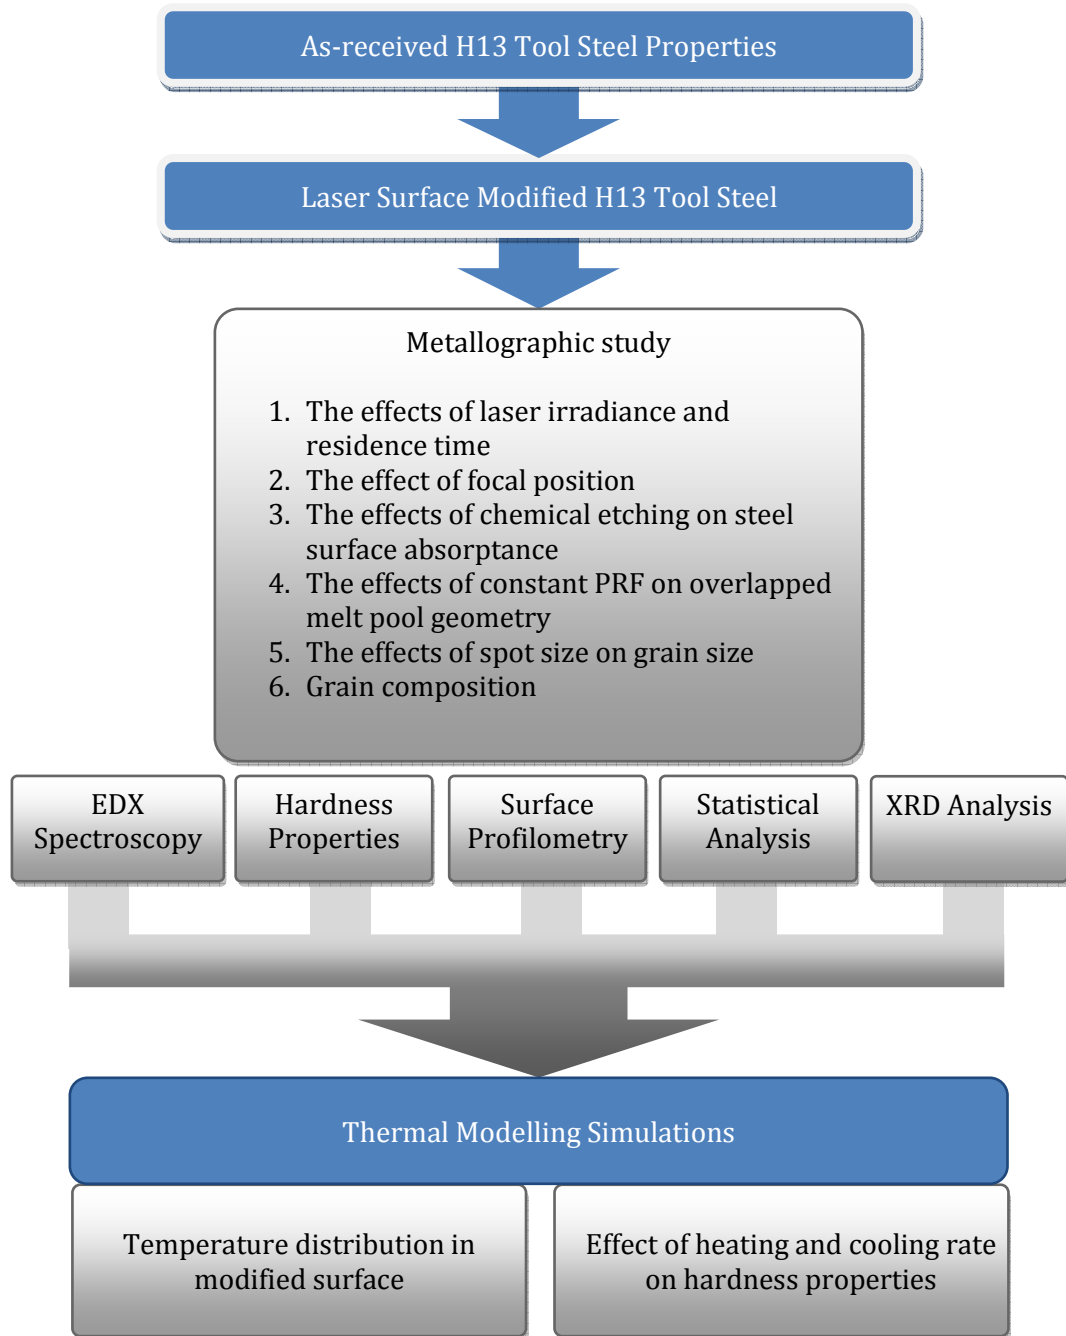 As-received H13 Tool Steel Properties
Laser Surface Modified H13 Tool Steel
Metallographic study
1. The effects of laser irradiance and
residence time
2. The effect of focal position
3. The effects of chemical etching on steel
surface absorptance
4. The effects of constant PRF on overlapped
melt pool geometry
5. The effects of spot size on grain size
6. Grain composition
EDX
Spectroscopy
Hardness
Properties
Surface
Profilometry
Statistical
Analysis
XRD Analysis
Thermal Modelling Simulations
Temperature distribution in
modified surface
Effect of heating and cooling rate
on hardness properties